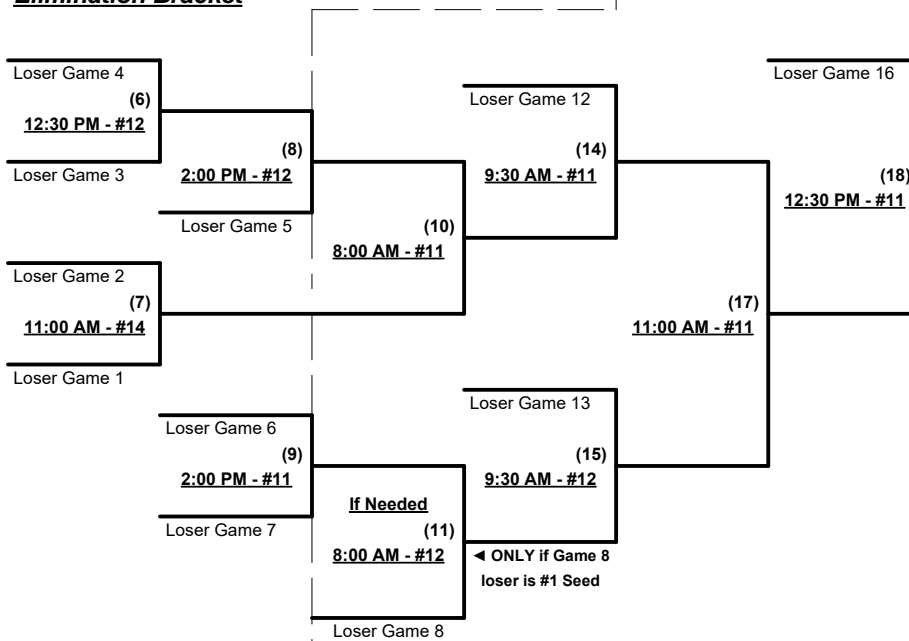 Elimination Bracket
Loser Game 4
(6)
12:30 PM - #12
Loser Game 3
(8)
2:00 PM - #12
Loser Game 5
Loser Game 2
(7)
11:00 AM - #14
Loser Game 1
(10)
8:00 AM - #11
Loser Game 12
(14)
9:30 AM - #11
Loser Game 16
(18)
12:30 PM - #11
(17)
11:00 AM - #11
Loser Game 6
(9)
2:00 PM - #11
Loser Game 7
If Needed
(11)
8:00 AM - #12
Loser Game 8
Loser Game 13
(15)
9:30 AM - #12
◄ ONLY if Game 8
loser is #1 Seed